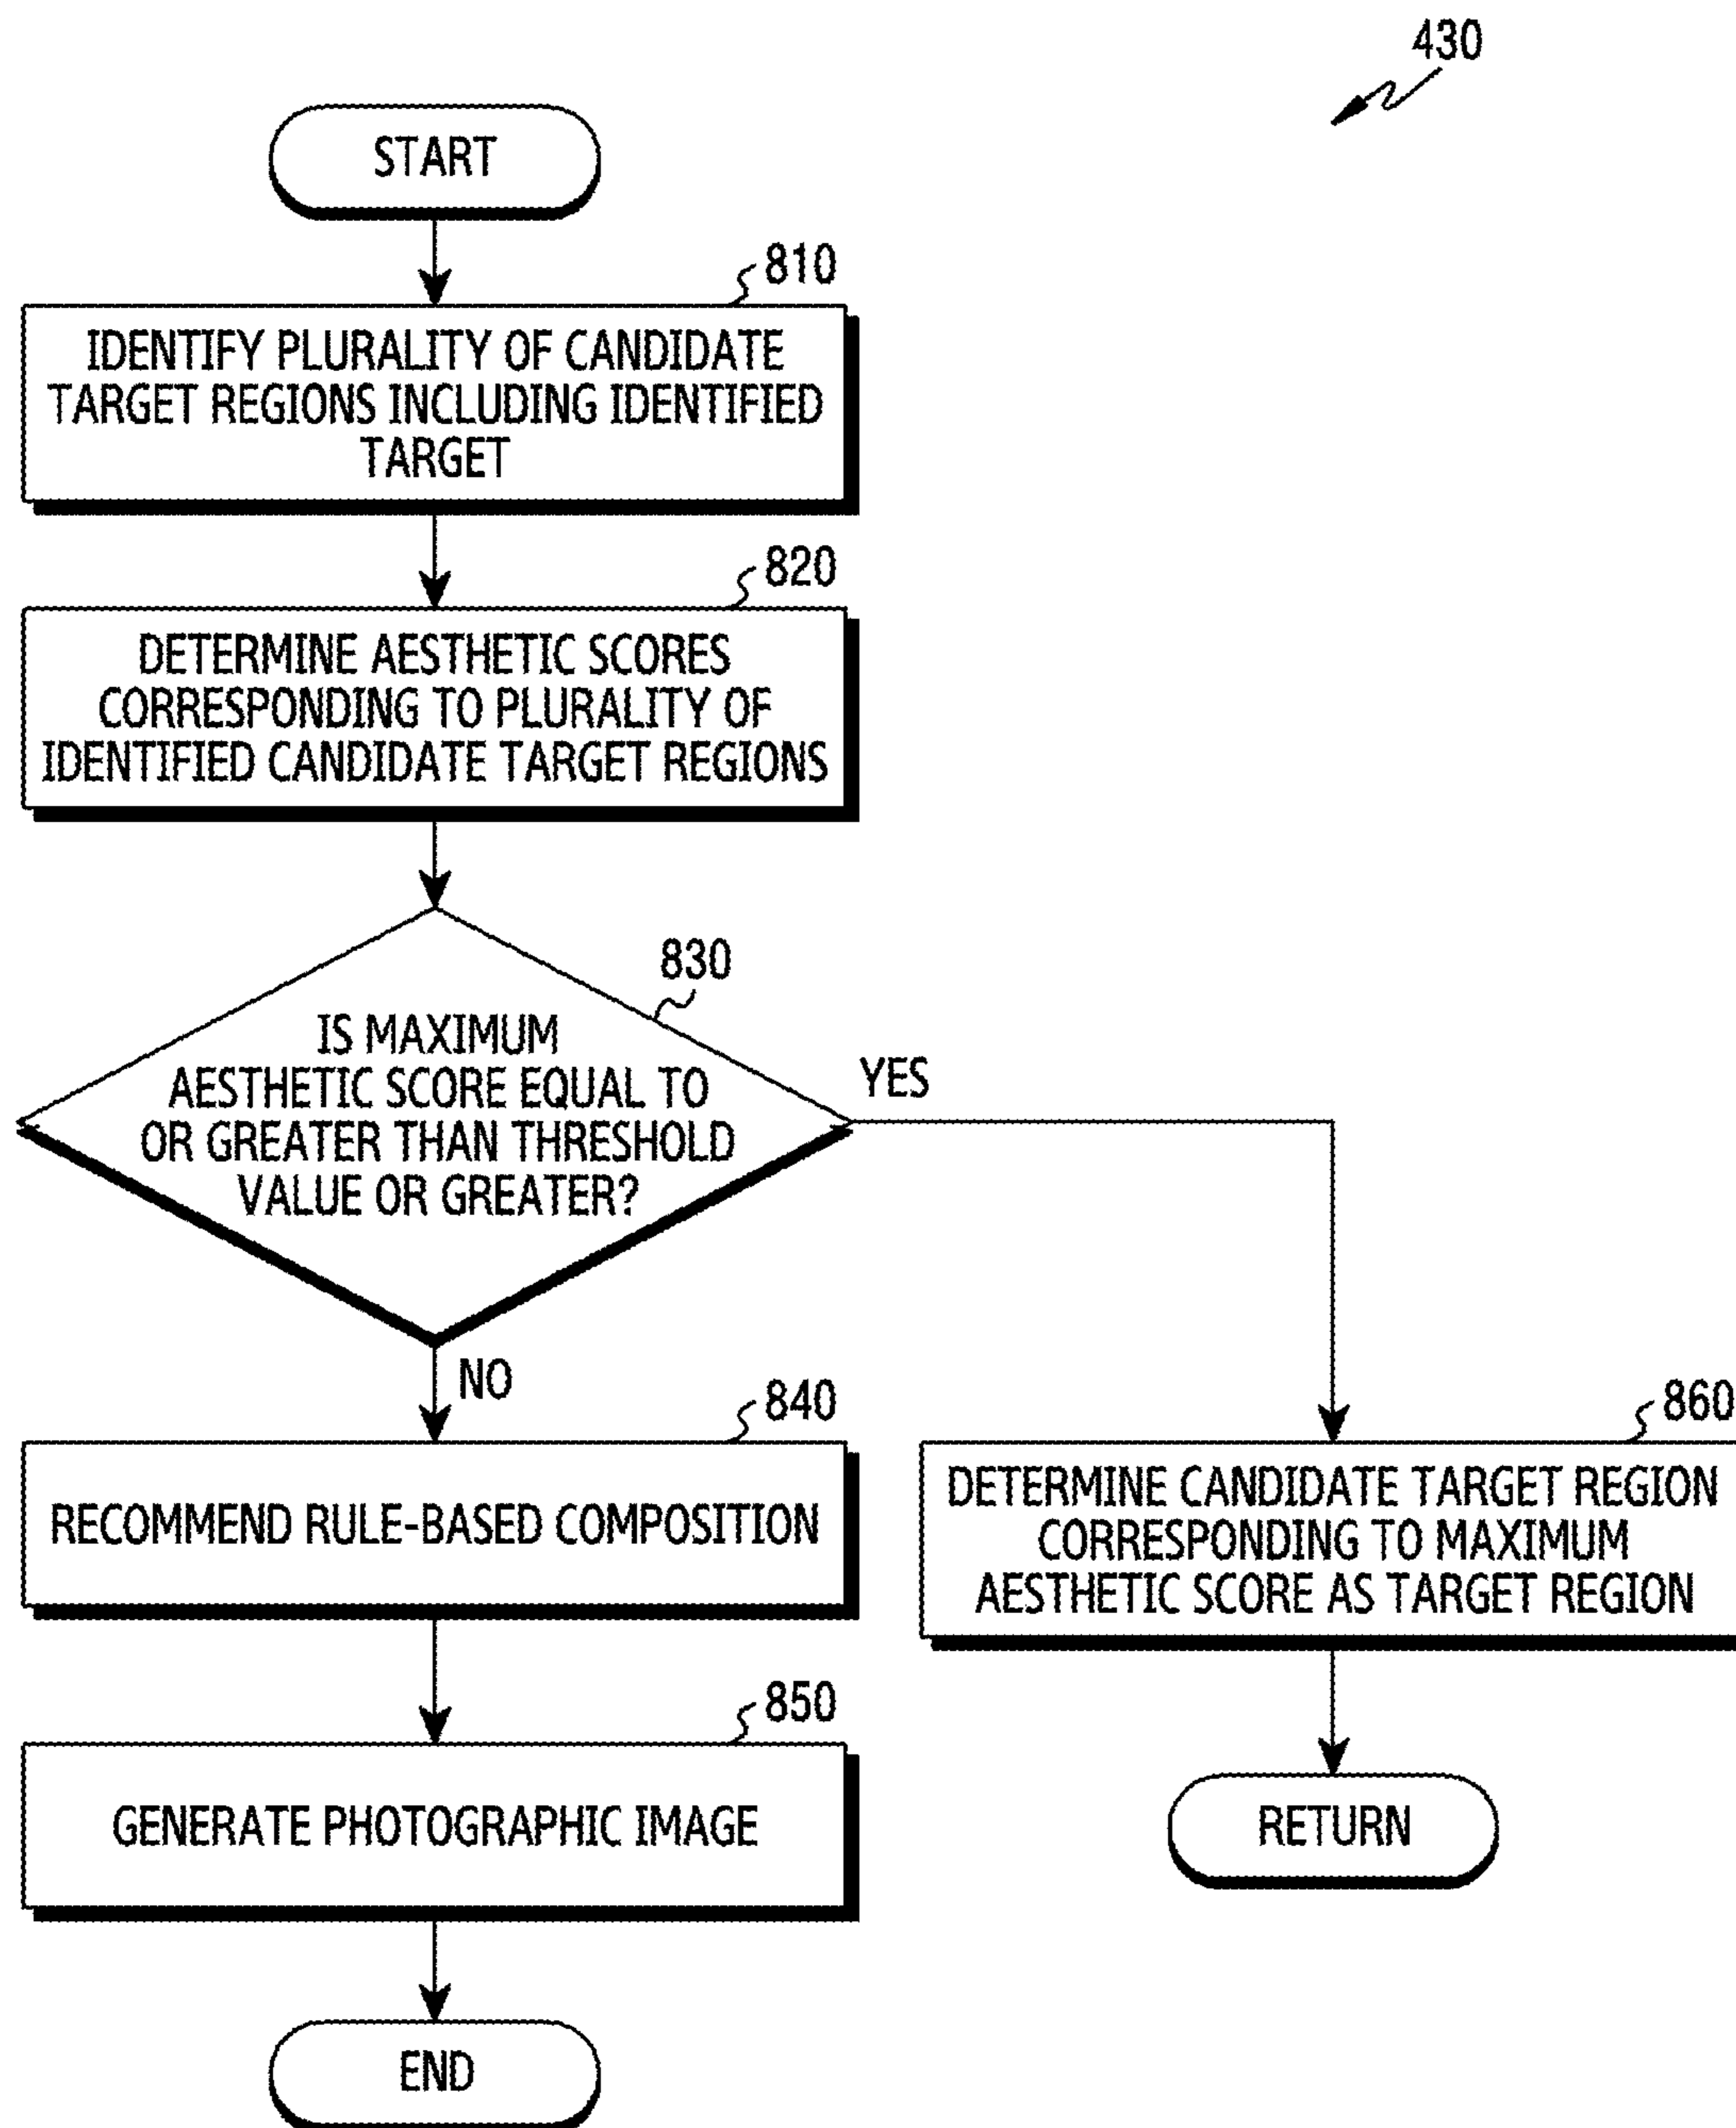 430
START
810
IDENTIFY PLURALITY OF CANDIDATE
TARGET REGIONS INCLUDING IDENTIFIED
TARGET
820
DETERMINE AESTHETIC SCORES
CORRESPONDING TO PLURALITY OF
IDENTIFIED CANDIDATE TARGET REGIONS
830
IS MAXIMUM
AESTHETIC SCORE EQUAL TO
OR GREATER THAN THRESHOLD
VALUE OR GREATER?
YES
NO
840
RECOMMEND RULE-BASED COMPOSITION
850
GENERATE PHOTOGRAPHIC IMAGE
END
860
DETERMINE CANDIDATE TARGET REGION
CORRESPONDING TO MAXIMUM
AESTHETIC SCORE AS TARGET REGION
RETURN